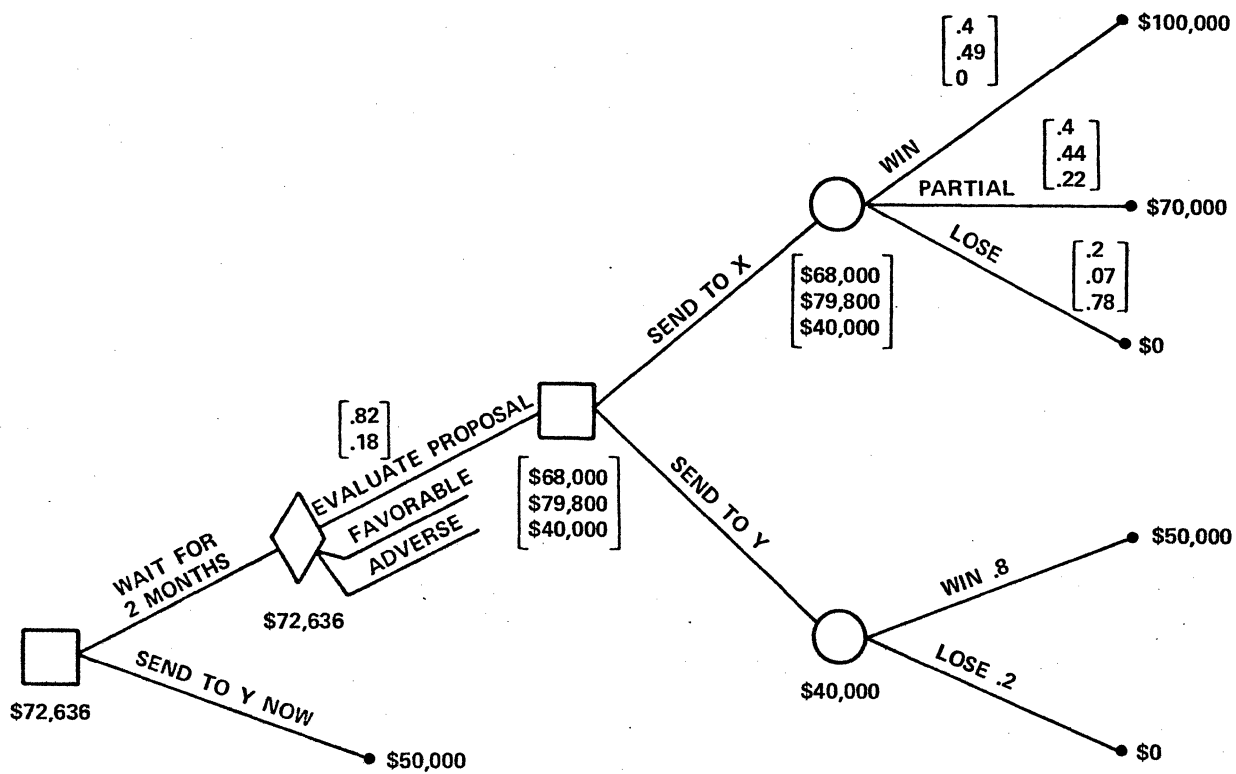 [.4
.49
0]
$100,000
WIN
[.4
.44
.22]
PARTIAL
$70,000
LOSE
[.2
.07
.78]
$0
SEND TO X
[$68,000
$79,800
$40,000]
[.82
.18]
EVALUATE PROPOSAL
FAVORABLE
ADVERSE
[$68,000
$79,800
$40,000]
SEND TO Y
WIN .8
$50,000
LOSE .2
$0
$40,000
WAIT FOR
2 MONTHS
$72,636
SEND TO Y NOW
$72,636
$50,000